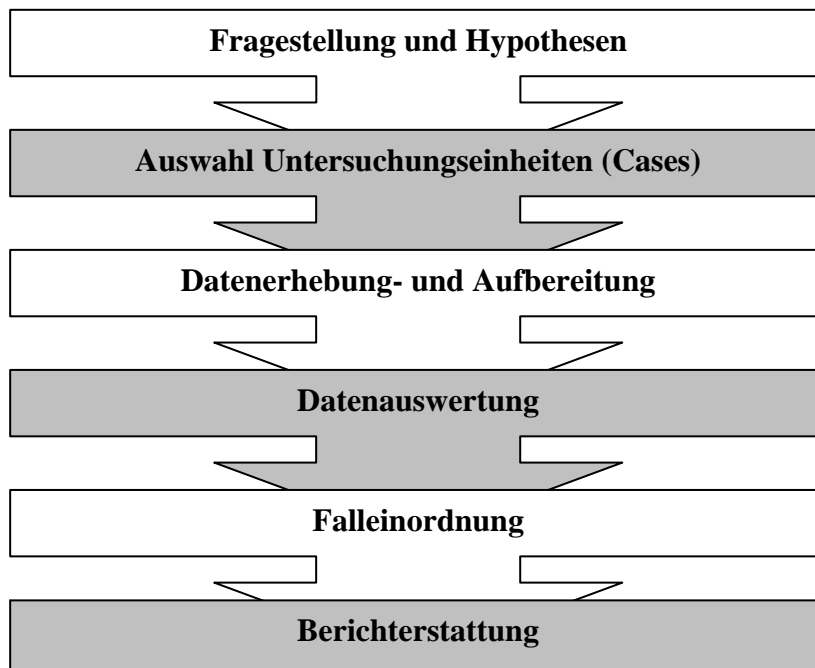 Fragestellung und Hypothesen
Auswahl Untersuchungseinheiten (Cases)
Datenerhebung- und Aufbereitung
Datenauswertung
Falleinordnung
Berichterstattung